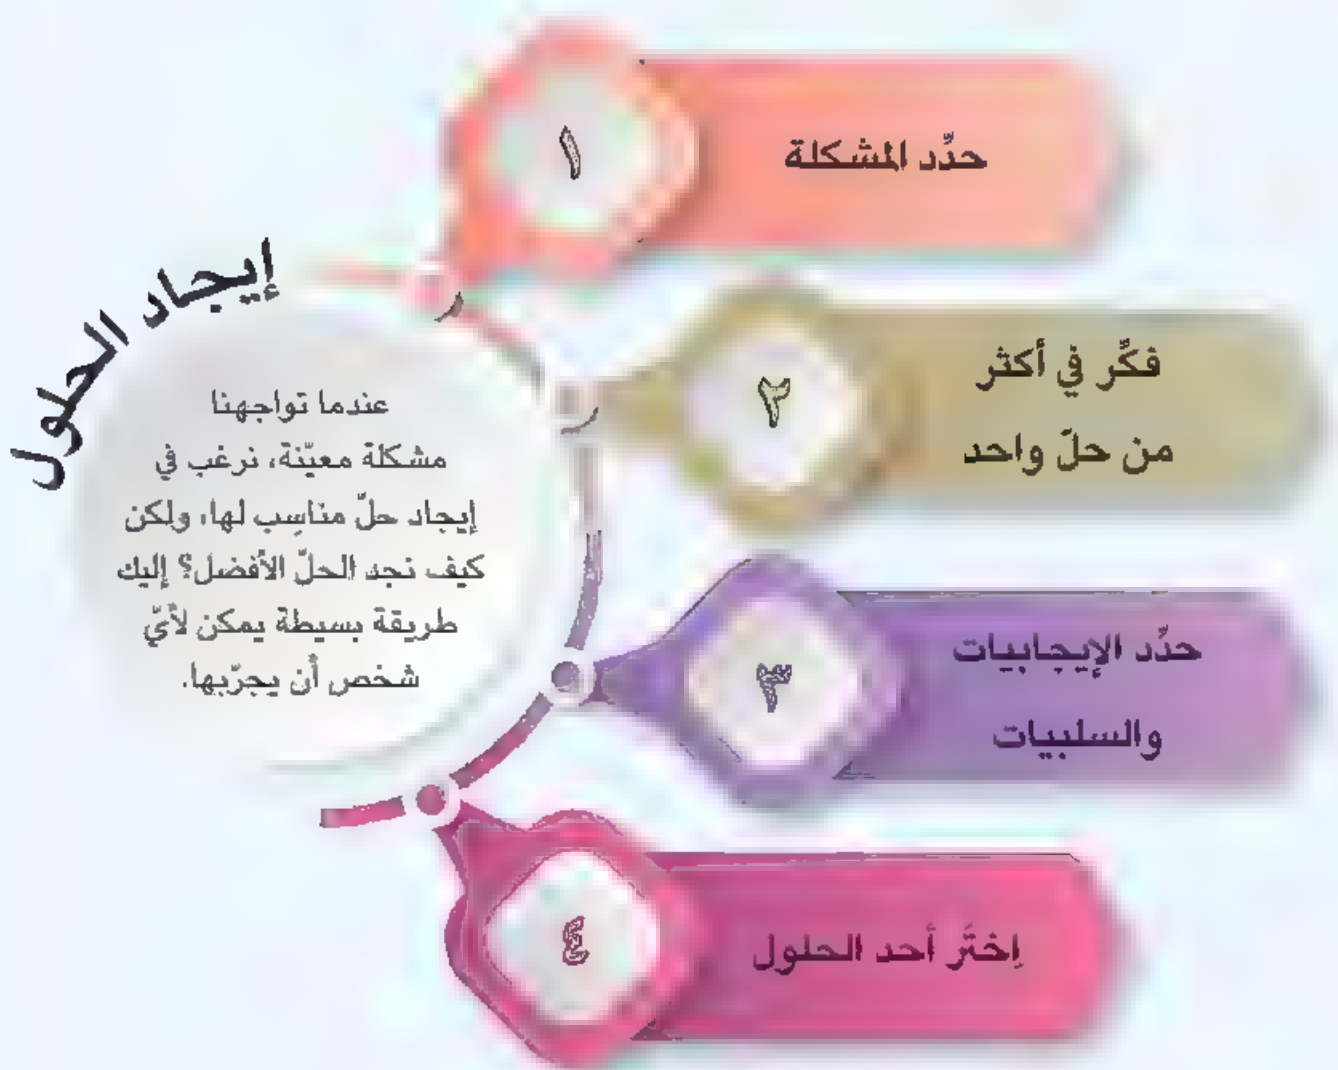 إيجاد الحلول
عندما تواجهنا
مشكلة معيّنة، نرغب في
إيجاد حلّ مناسِب لها، ولكن
كيف نجد الحلّ الأفضل؟ إليك
طريقة بسيطة يمكن لأيّ
شخص أن يجرّبها.
١
حدِّد المشكلة
٢
فكِّر في أكثر
من حلّ واحد
٣
حدِّد الإيجابيات
والسلبيات
٤
اِختَر أحد الحلول